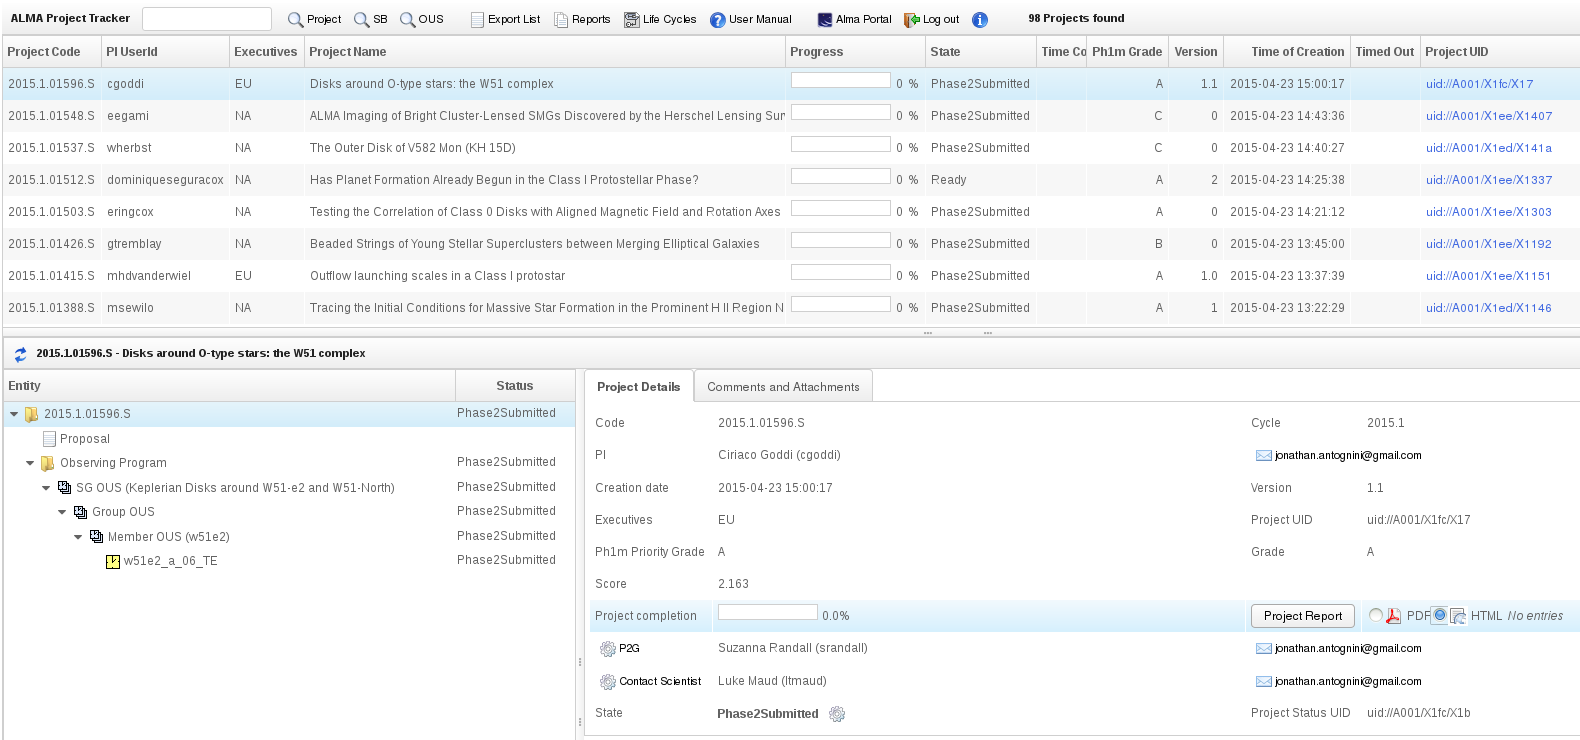 ALMA Project Tracker Project SB OUS Export List Reports Life Cycles User Manual Alma Portal Log out 98 Projects found
Project Code PI UserId Executives Project Name Progress State Time Co Ph1m Grade Version Time of Creation Timed Out Project UID
2015.1.01596.S cgoddi EU Disks around O-type stars: the W51 complex 0 % Phase2Submitted A 1.1 2015-04-23 15:00:17 uid://A001/X1fc/X17
2015.1.01548.S eegami NA ALMA Imaging of Bright Cluster-Lensed SMGs Discovered by the Herschel Lensing Sur 0 % Phase2Submitted C 0 2015-04-23 14:43:36 uid://A001/X1ee/X1407
2015.1.01537.S wherbst NA The Outer Disk of V582 Mon (KH 15D) 0 % Phase2Submitted C 0 2015-04-23 14:40:27 uid://A001/X1ed/X141a
2015.1.01512.S dominiqueseguracox NA Has Planet Formation Already Begun in the Class I Protostellar Phase? 0 % Ready A 2 2015-04-23 14:25:38 uid://A001/X1ee/X1337
2015.1.01503.S eringcox NA Testing the Correlation of Class 0 Disks with Aligned Magnetic Field and Rotation Axes 0 % Phase2Submitted A 0 2015-04-23 14:21:12 uid://A001/X1ee/X1303
2015.1.01426.S gtremblay NA Beaded Strings of Young Stellar Superclusters between Merging Elliptical Galaxies 0 % Phase2Submitted B 0 2015-04-23 13:45:00 uid://A001/X1ee/X1192
2015.1.01415.S mhdvanderwiel EU Outflow launching scales in a Class I protostar 0 % Phase2Submitted A 1.0 2015-04-23 13:37:39 uid://A001/X1ee/X1151
2015.1.01388.S msewilo NA Tracing the Initial Conditions for Massive Star Formation in the Prominent H II Region N 0 % Phase2Submitted A 1 2015-04-23 13:22:29 uid://A001/X1ed/X1146
2015.1.01596.S - Disks around O-type stars: the W51 complex
Entity Status
2015.1.01596.S Phase2Submitted
Proposal
Observing Program Phase2Submitted
SG OUS (Keplerian Disks around W51-e2 and W51-North) Phase2Submitted
Group OUS Phase2Submitted
Member OUS (w51e2) Phase2Submitted
w51e2_a_06_TE Phase2Submitted
Project Details Comments and Attachments
Code 2015.1.01596.S Cycle 2015.1
PI Ciriaco Goddi (cgoddi) jonathan.antognini@gmail.com
Creation date 2015-04-23 15:00:17 Version 1.1
Executives EU Project UID uid://A001/X1fc/X17
Ph1m Priority Grade A Grade A
Score 2.163
Project completion 0.0% Project Report PDF HTML No entries
P2G Suzanna Randall (srandall) jonathan.antognini@gmail.com
Contact Scientist Luke Maud (ltmaud) jonathan.antognini@gmail.com
State Phase2Submitted Project Status UID uid://A001/X1fc/X1b